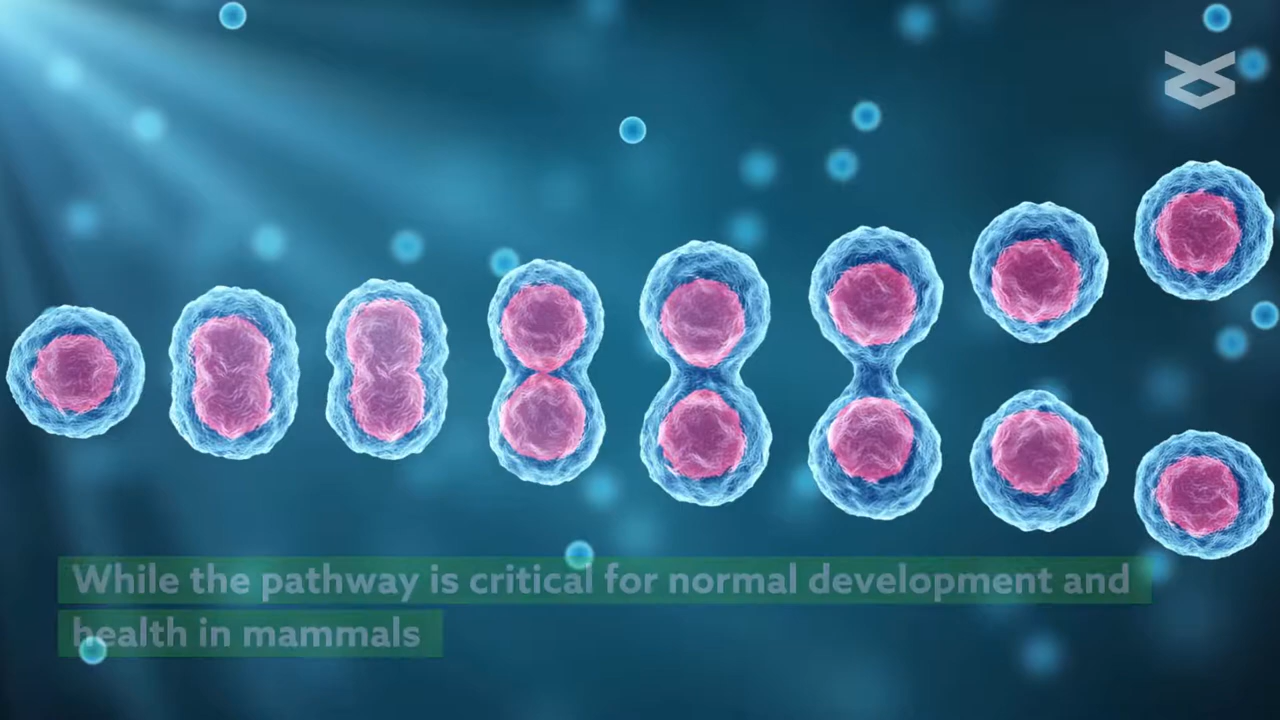 While the pathway is critical for normal development and
health in mammals